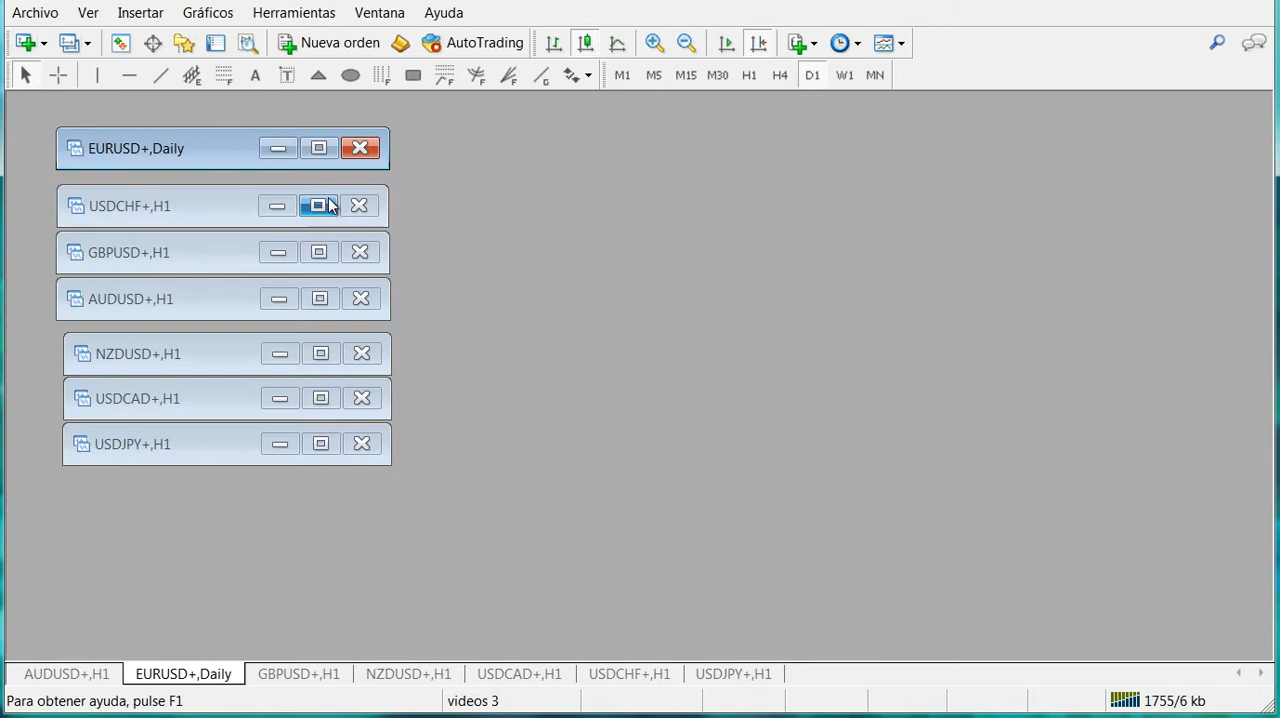 Archivo Ver Insertar Gráficos Herramientas Ventana Ayuda
Nueva orden AutoTrading
A T M1 M5 M15 M30 H1 H4 D1 W1 MN
EURUSD+,Daily
USDCHF+,H1
GBPUSD+,H1
AUDUSD+,H1
NZDUSD+,H1
USDCAD+,H1
USDJPY+,H1
AUDUSD+,H1 EURUSD+,Daily GBPUSD+,H1 NZDUSD+,H1 USDCAD+,H1 USDCHF+,H1 USDJPY+,H1
Para obtener ayuda, pulse F1 videos 3 1755/6 kb